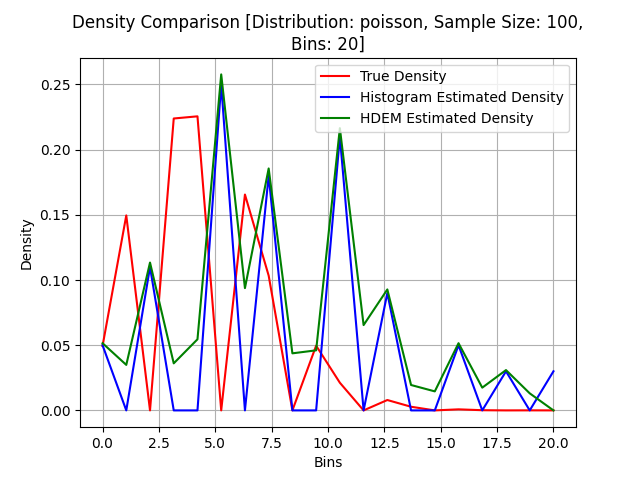 Density Comparison [Distribution: poisson, Sample Size: 100,
Bins: 20]
True Density
Histogram Estimated Density
HDEM Estimated Density
Density
0.25
0.20
0.15
0.10
0.05
0.00
0.0 2.5 5.0 7.5 10.0 12.5 15.0 17.5 20.0
Bins